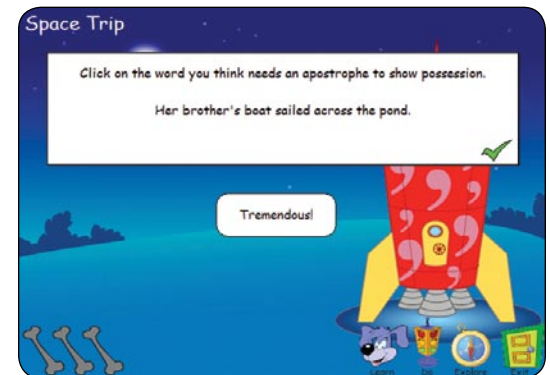 Space Trip
Click on the word you think needs an apostrophe to show possession.
Her brother's boat sailed across the pond.
Tremendous!
Learn
Do
Explore
Exit